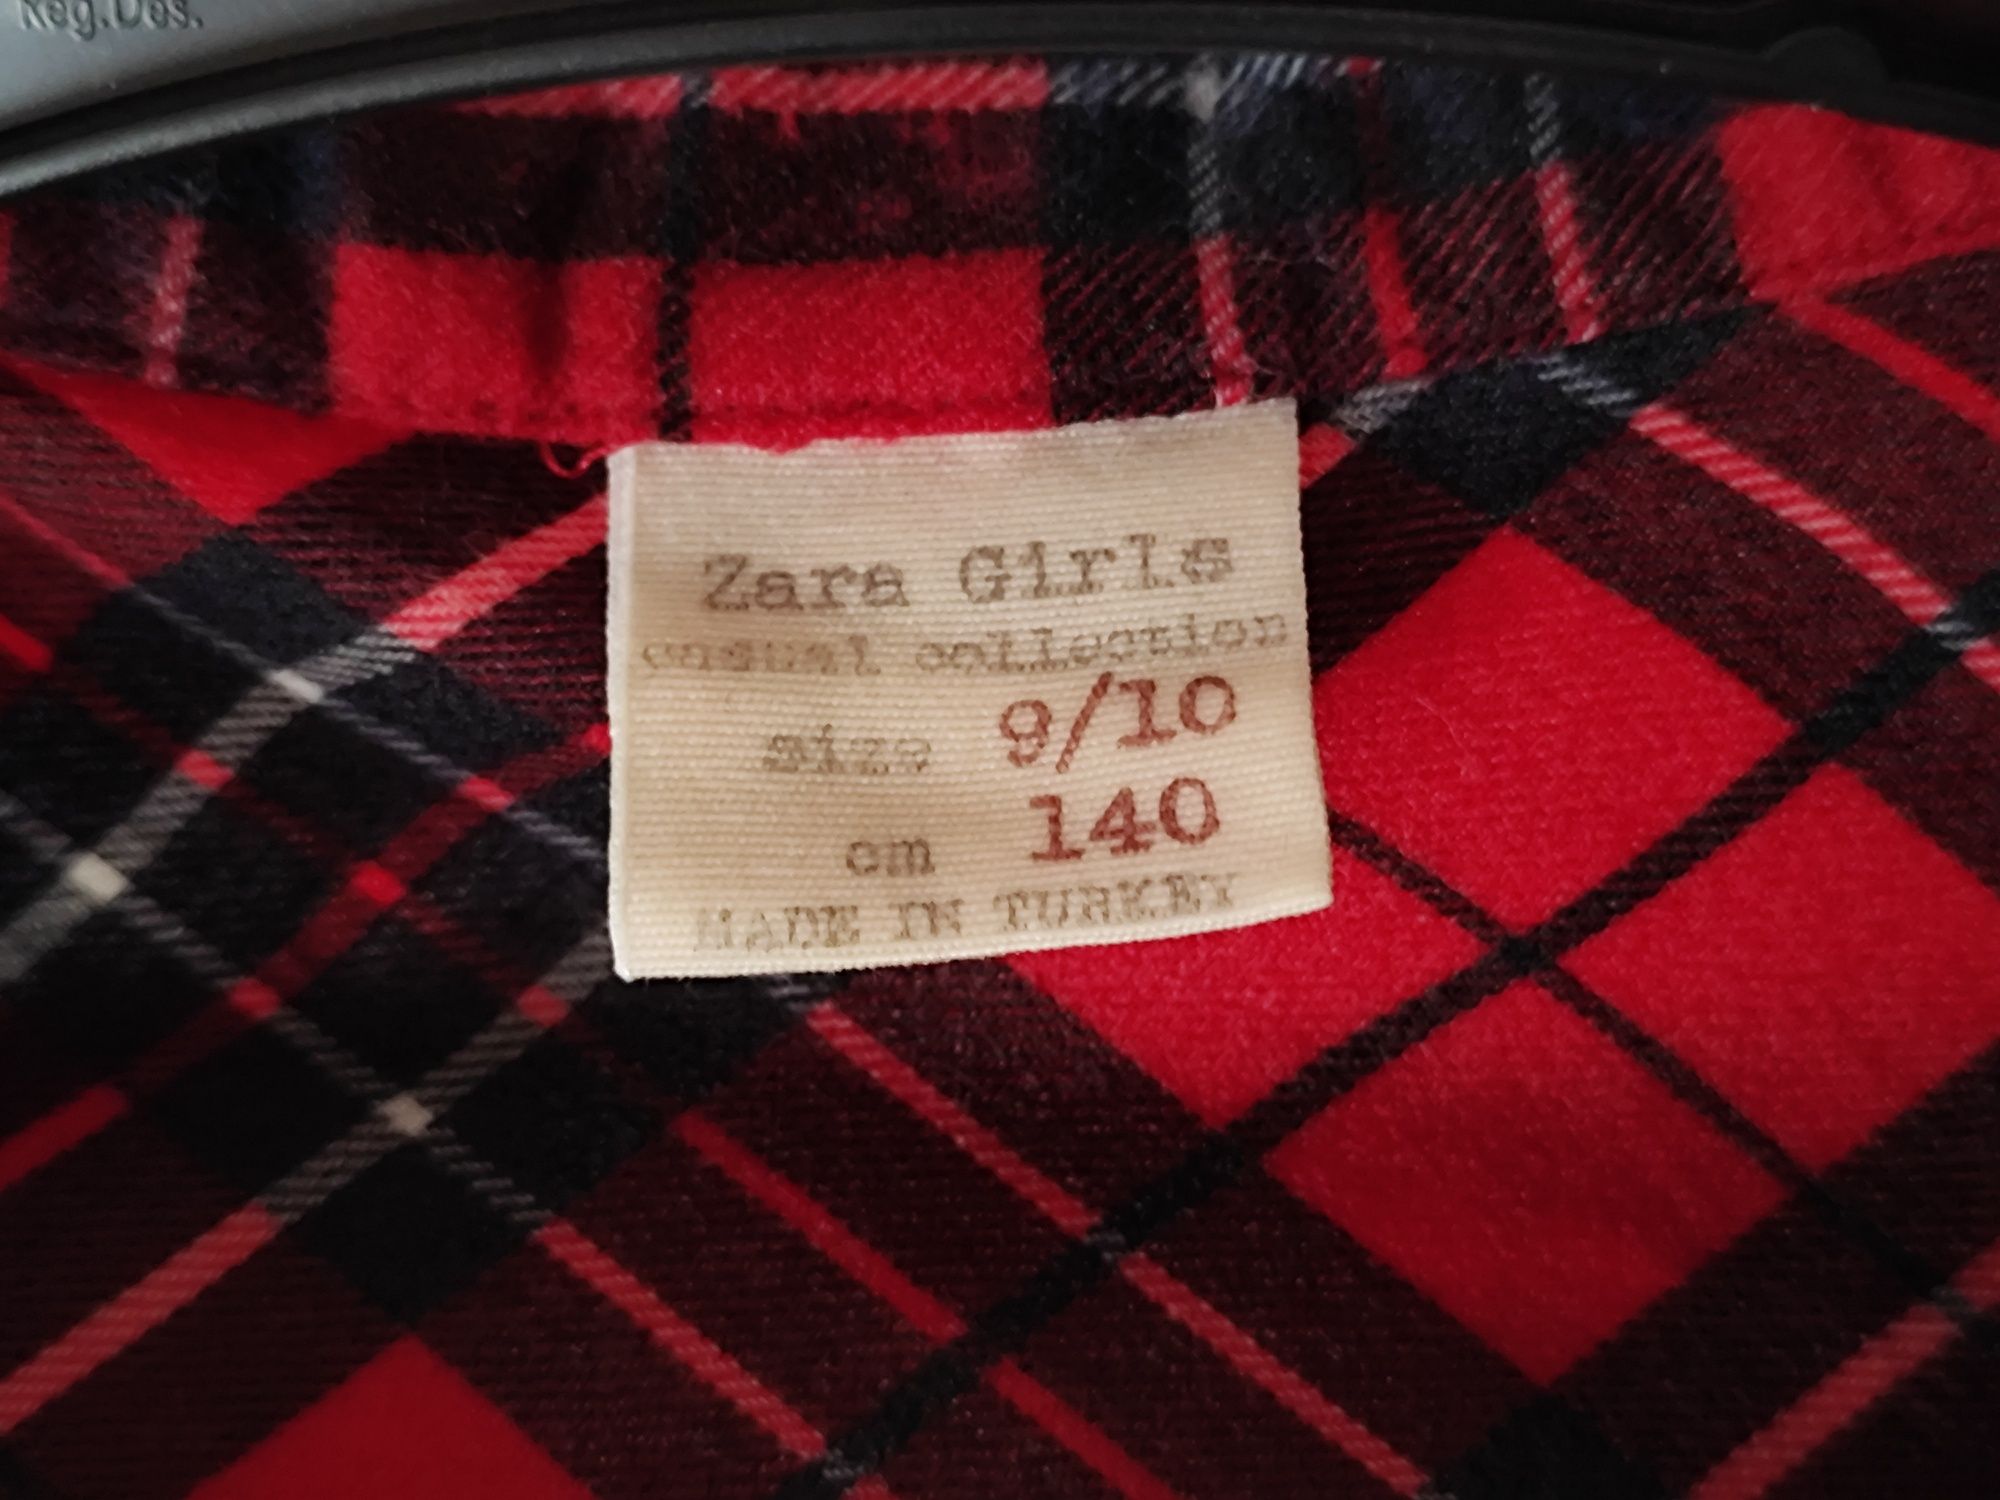 Reg.Des.
Zara Girls
casual collection
size 9/10
cm 140
MADE IN TURKEY